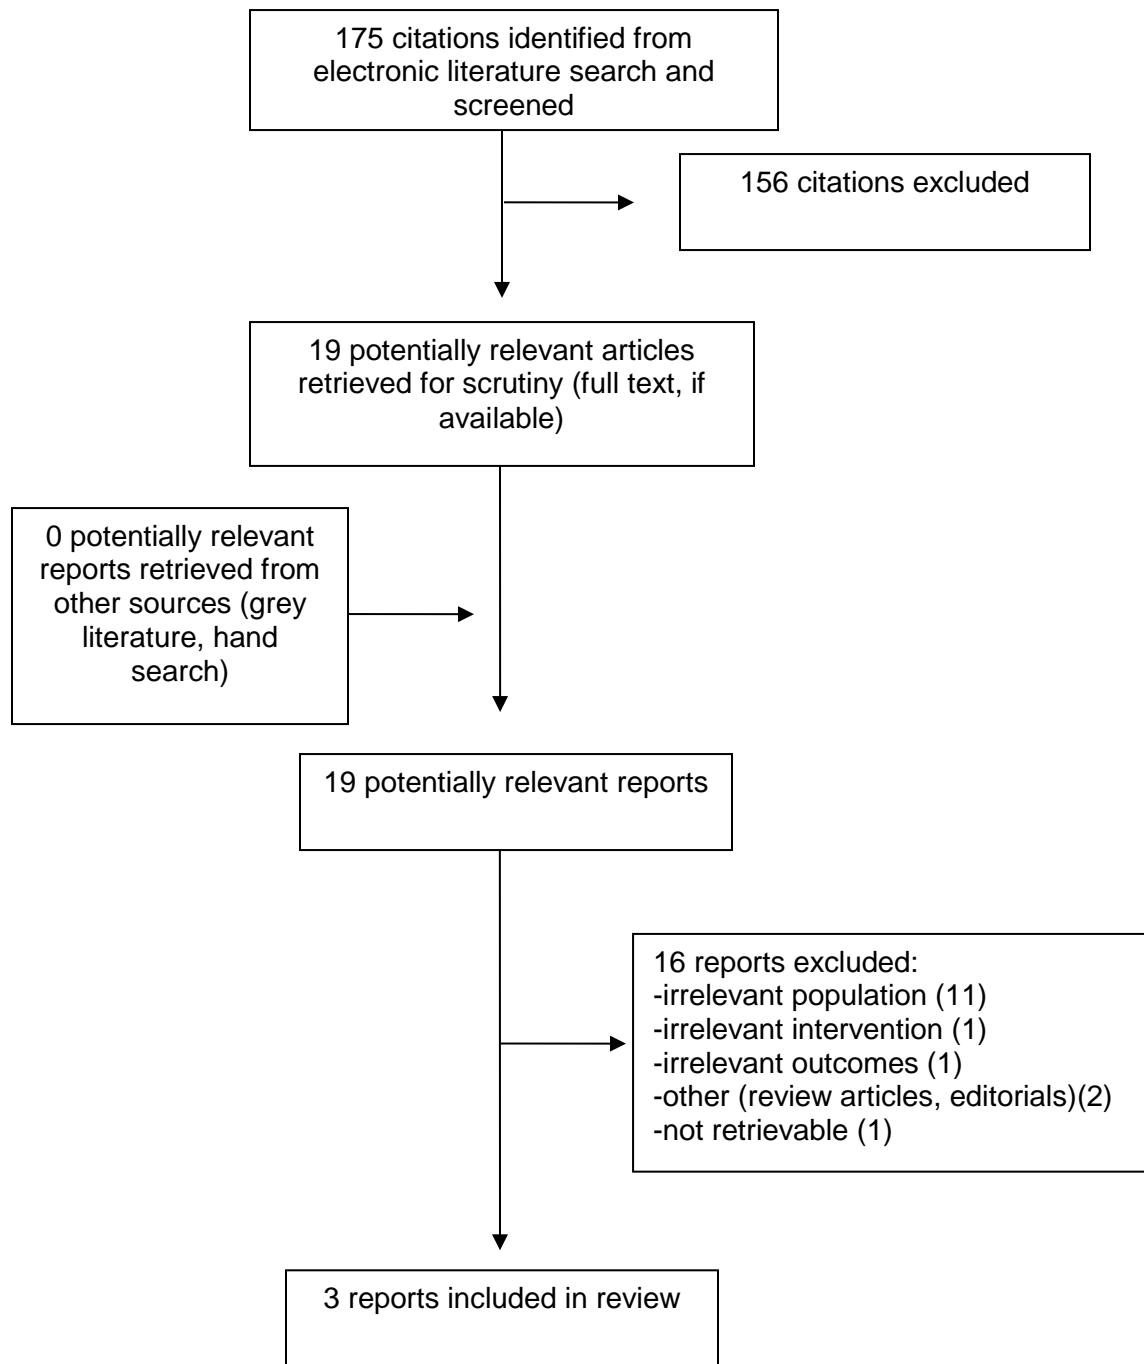 175 citations identified from
electronic literature search and
screened
156 citations excluded
19 potentially relevant articles
retrieved for scrutiny (full text, if
available)
0 potentially relevant
reports retrieved from
other sources (grey
literature, hand
search)
19 potentially relevant reports
16 reports excluded:
-irrelevant population (11)
-irrelevant intervention (1)
-irrelevant outcomes (1)
-other (review articles, editorials)(2)
-not retrievable (1)
3 reports included in review